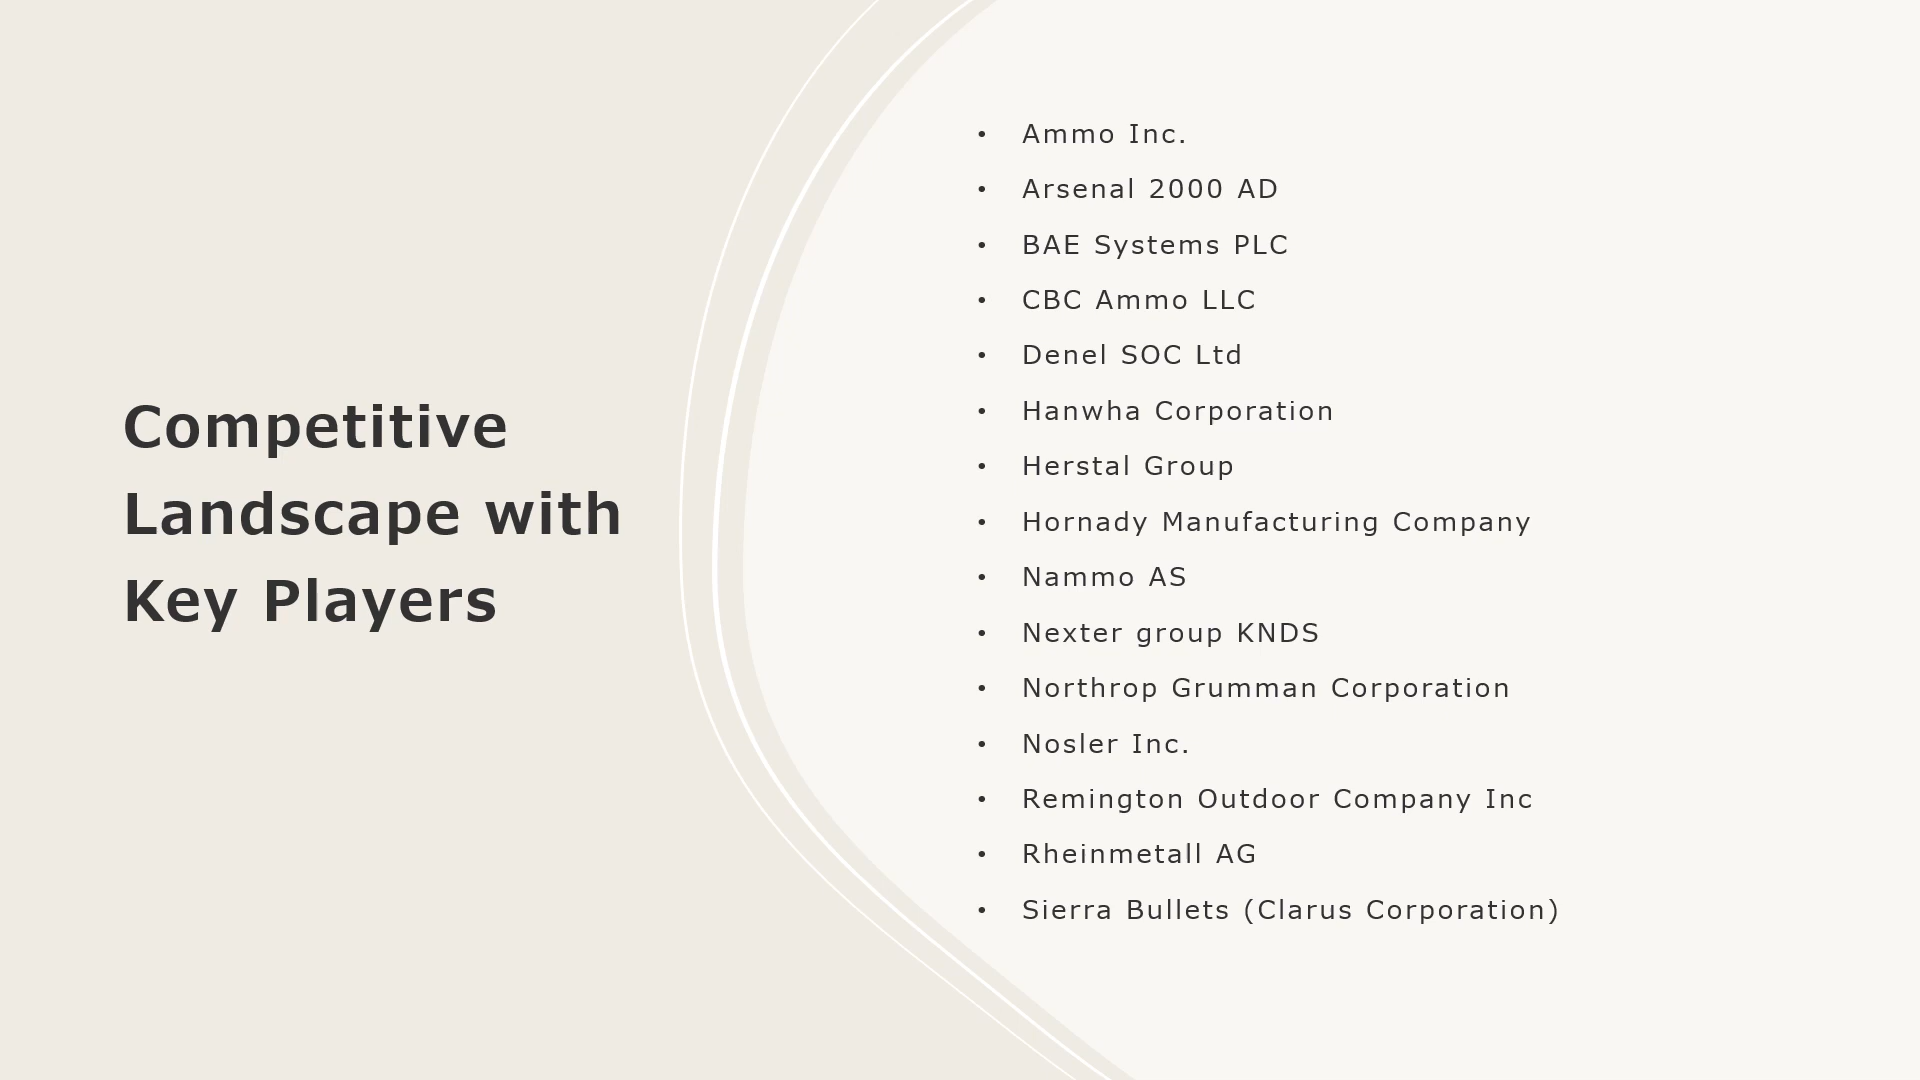 Competitive
Landscape with
Key Players
• Ammo Inc.
• Arsenal 2000 AD
• BAE Systems PLC
• CBC Ammo LLC
• Denel SOC Ltd
• Hanwha Corporation
• Herstal Group
• Hornady Manufacturing Company
• Nammo AS
• Nexter group KNDS
• Northrop Grumman Corporation
• Nosler Inc.
• Remington Outdoor Company Inc
• Rheinmetall AG
• Sierra Bullets (Clarus Corporation)